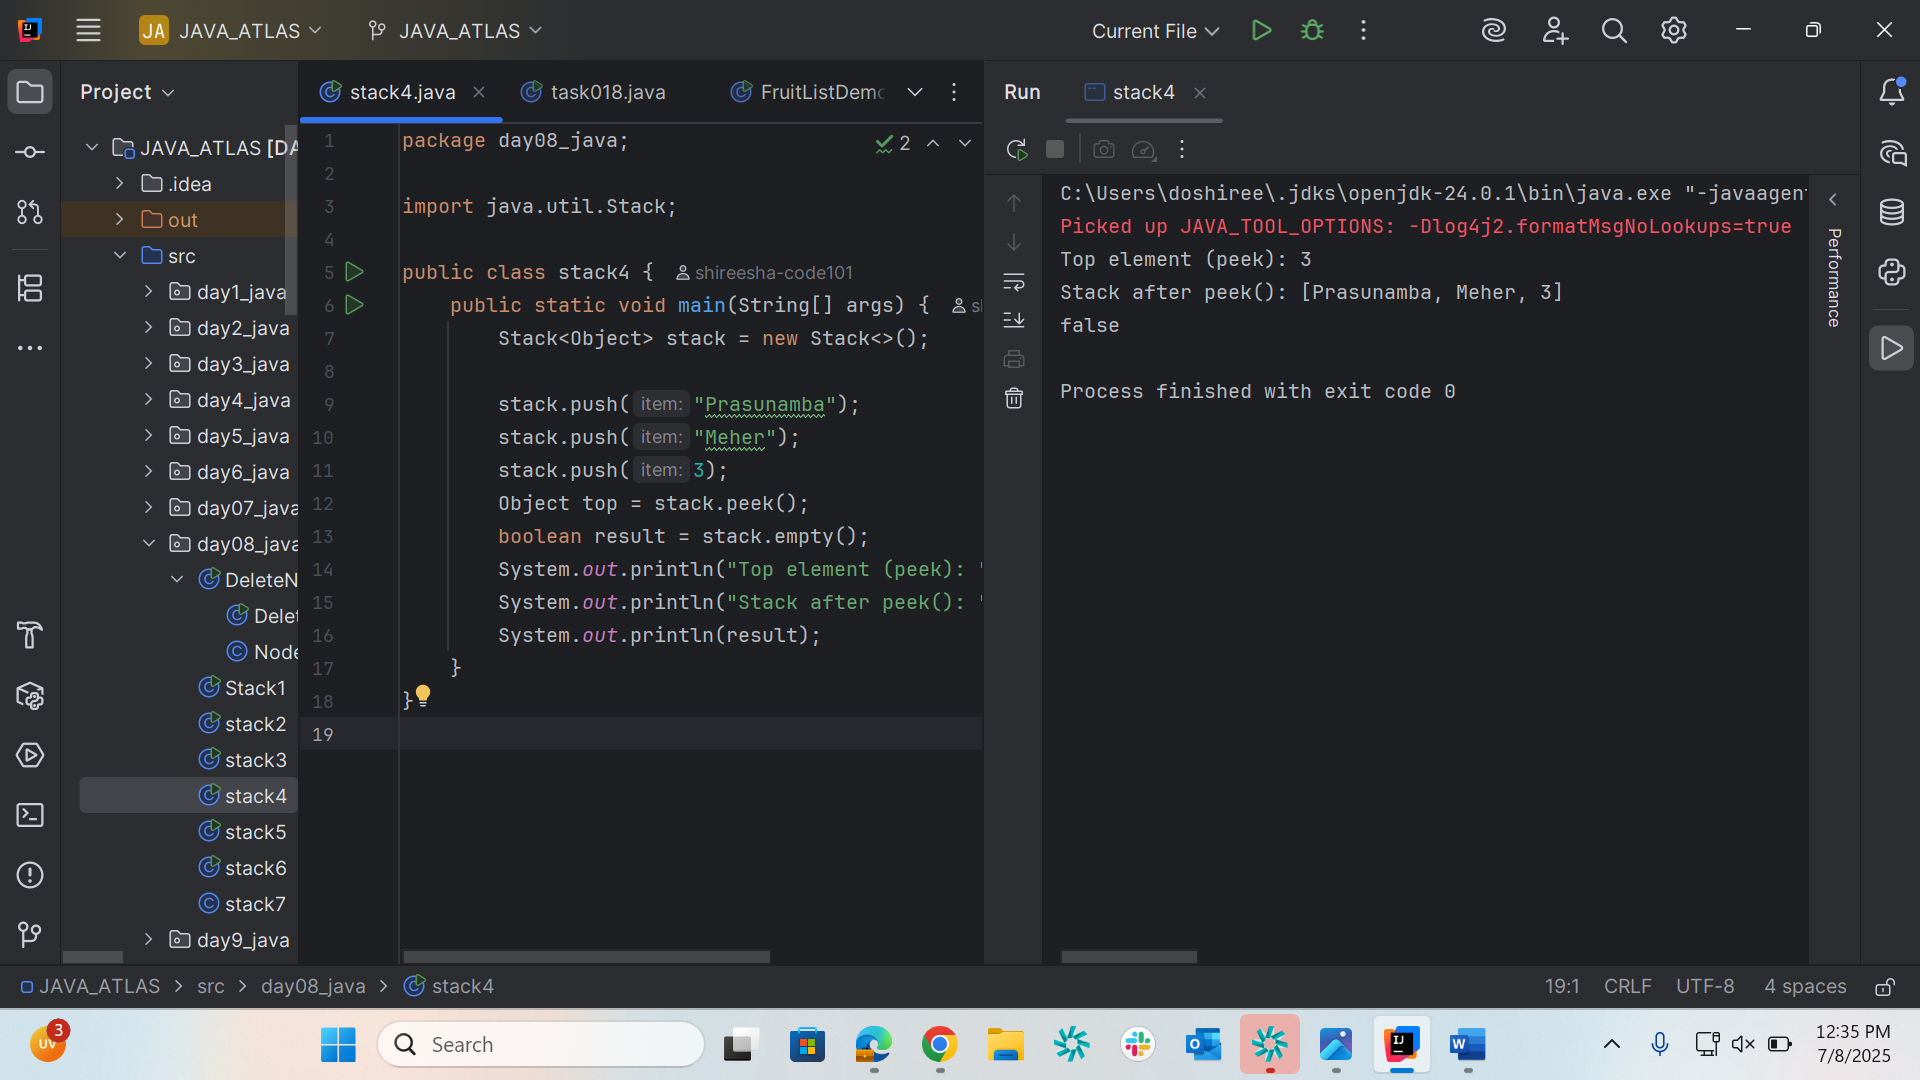 JA JAVA_ATLAS JAVA_ATLAS Current File
Project
stack4.java task018.java FruitListDemo
Run stack4
JAVA_ATLAS [DA
.idea
out
src
day1_java
day2_java
day3_java
day4_java
day5_java
day6_java
day07_java
day08_java
DeleteN
Delet
Node
Stack1
stack2
stack3
stack4
stack5
stack6
stack7
day9_java
2
1 package day08_java;
2
3 import java.util.Stack;
4
5 public class stack4 { shireesha-code101
6 public static void main(String[] args) { sh
7 Stack<Object> stack = new Stack<>();
8
9 stack.push( item: "Prasunamba");
10 stack.push( item: "Meher");
11 stack.push( item: 3);
12 Object top = stack.peek();
13 boolean result = stack.empty();
14 System.out.println("Top element (peek): "
15 System.out.println("Stack after peek(): "
16 System.out.println(result);
17 }
18 }
19
C:\Users\doshiree\.jdks\openjdk-24.0.1\bin\java.exe "-javaagent
Picked up JAVA_TOOL_OPTIONS: -Dlog4j2.formatMsgNoLookups=true
Top element (peek): 3
Stack after peek(): [Prasunamba, Meher, 3]
false
Process finished with exit code 0
Performance
JAVA_ATLAS > src > day08_java > stack4
19:1 CRLF UTF-8 4 spaces
UV 3
Search
12:35 PM
7/8/2025